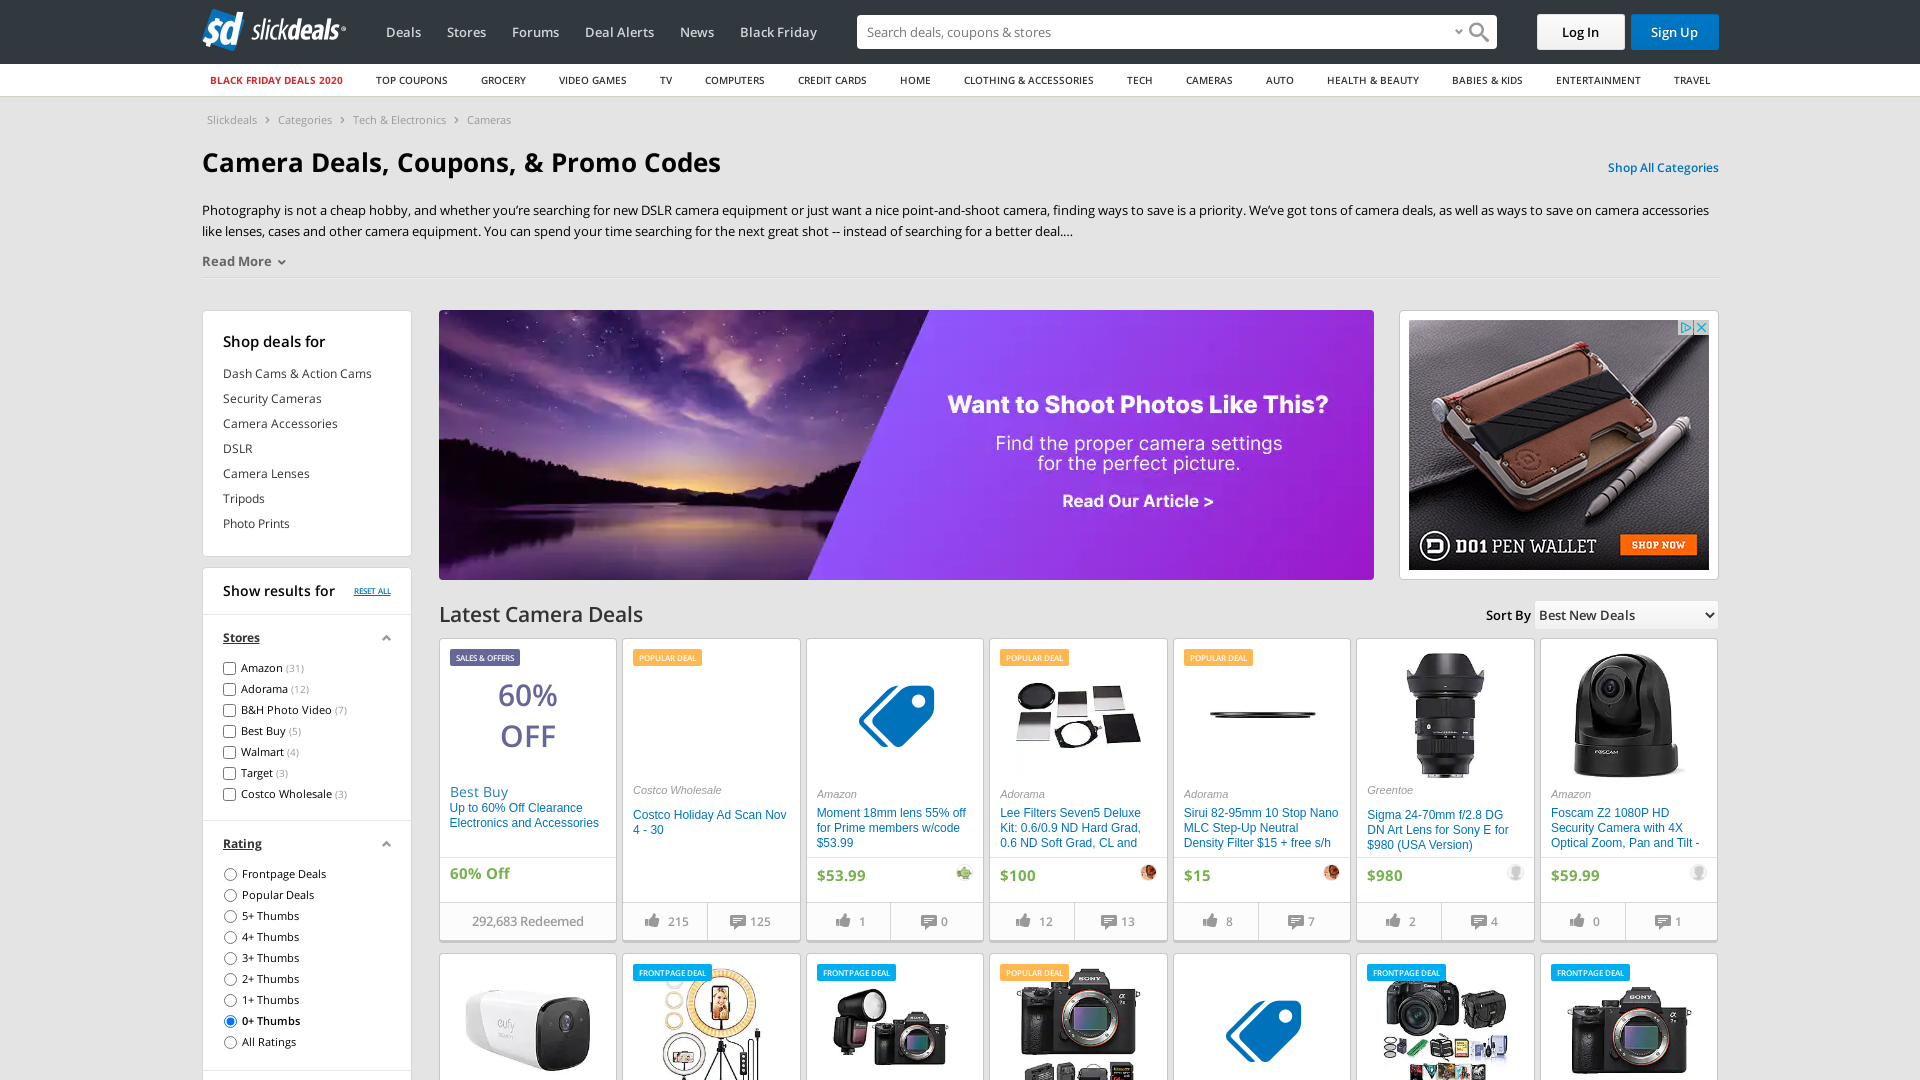 slickdeals
Deals
Stores
Forums
Deal Alerts
News
Black Friday
Search deals, coupons & stores
Log In
Sign Up
BLACK FRIDAY DEALS 2020
TOP COUPONS
GROCERY
VIDEO GAMES
TV
COMPUTERS
CREDIT CARDS
HOME
CLOTHING & ACCESSORIES
TECH
CAMERAS
AUTO
HEALTH & BEAUTY
BABIES & KIDS
ENTERTAINMENT
TRAVEL
Slickdeals > Categories > Tech & Electronics > Cameras
Camera Deals, Coupons, & Promo Codes
Shop All Categories
Photography is not a cheap hobby, and whether you’re searching for new DSLR camera equipment or just want a nice point-and-shoot camera, finding ways to save is a priority. We’ve got tons of camera deals, as well as ways to save on camera accessories
like lenses, cases and other camera equipment. You can spend your time searching for the next great shot -- instead of searching for a better deal....
Read More
Shop deals for
Dash Cams & Action Cams
Security Cameras
Camera Accessories
DSLR
Camera Lenses
Tripods
Photo Prints
Want to Shoot Photos Like This?
Find the proper camera settings
for the perfect picture.
Read Our Article >
D01 PEN WALLET
SHOP NOW
Show results for
RESET ALL
Stores
Amazon (31)
Adorama (12)
B&H Photo Video (7)
Best Buy (5)
Walmart (4)
Target (3)
Costco Wholesale (3)
Rating
Frontpage Deals
Popular Deals
5+ Thumbs
4+ Thumbs
3+ Thumbs
2+ Thumbs
1+ Thumbs
0+ Thumbs
All Ratings
Latest Camera Deals
Sort By
Best New Deals
SALES & OFFERS
60%
OFF
Best Buy
Up to 60% Off Clearance
Electronics and Accessories
60% Off
292,683 Redeemed
POPULAR DEAL
Costco Wholesale
Costco Holiday Ad Scan Nov
4 - 30
215
125
Amazon
Moment 18mm lens 55% off
for Prime members w/code
$53.99
$53.99
1
0
POPULAR DEAL
Adorama
Lee Filters Seven5 Deluxe
Kit: 0.6/0.9 ND Hard Grad,
0.6 ND Soft Grad, CL and
$100
12
13
POPULAR DEAL
Adorama
Sirui 82-95mm 10 Stop Nano
MLC Step-Up Neutral
Density Filter $15 + free s/h
$15
8
7
Greentoe
Sigma 24-70mm f/2.8 DG
DN Art Lens for Sony E for
$980 (USA Version)
$980
2
4
FOSCAM
Amazon
Foscam Z2 1080P HD
Security Camera with 4X
Optical Zoom, Pan and Tilt -
$59.99
0
1
eufy
FRONTPAGE DEAL
FRONTPAGE DEAL
POPULAR DEAL
SONY
FRONTPAGE DEAL
Canon
FRONTPAGE DEAL
SONY